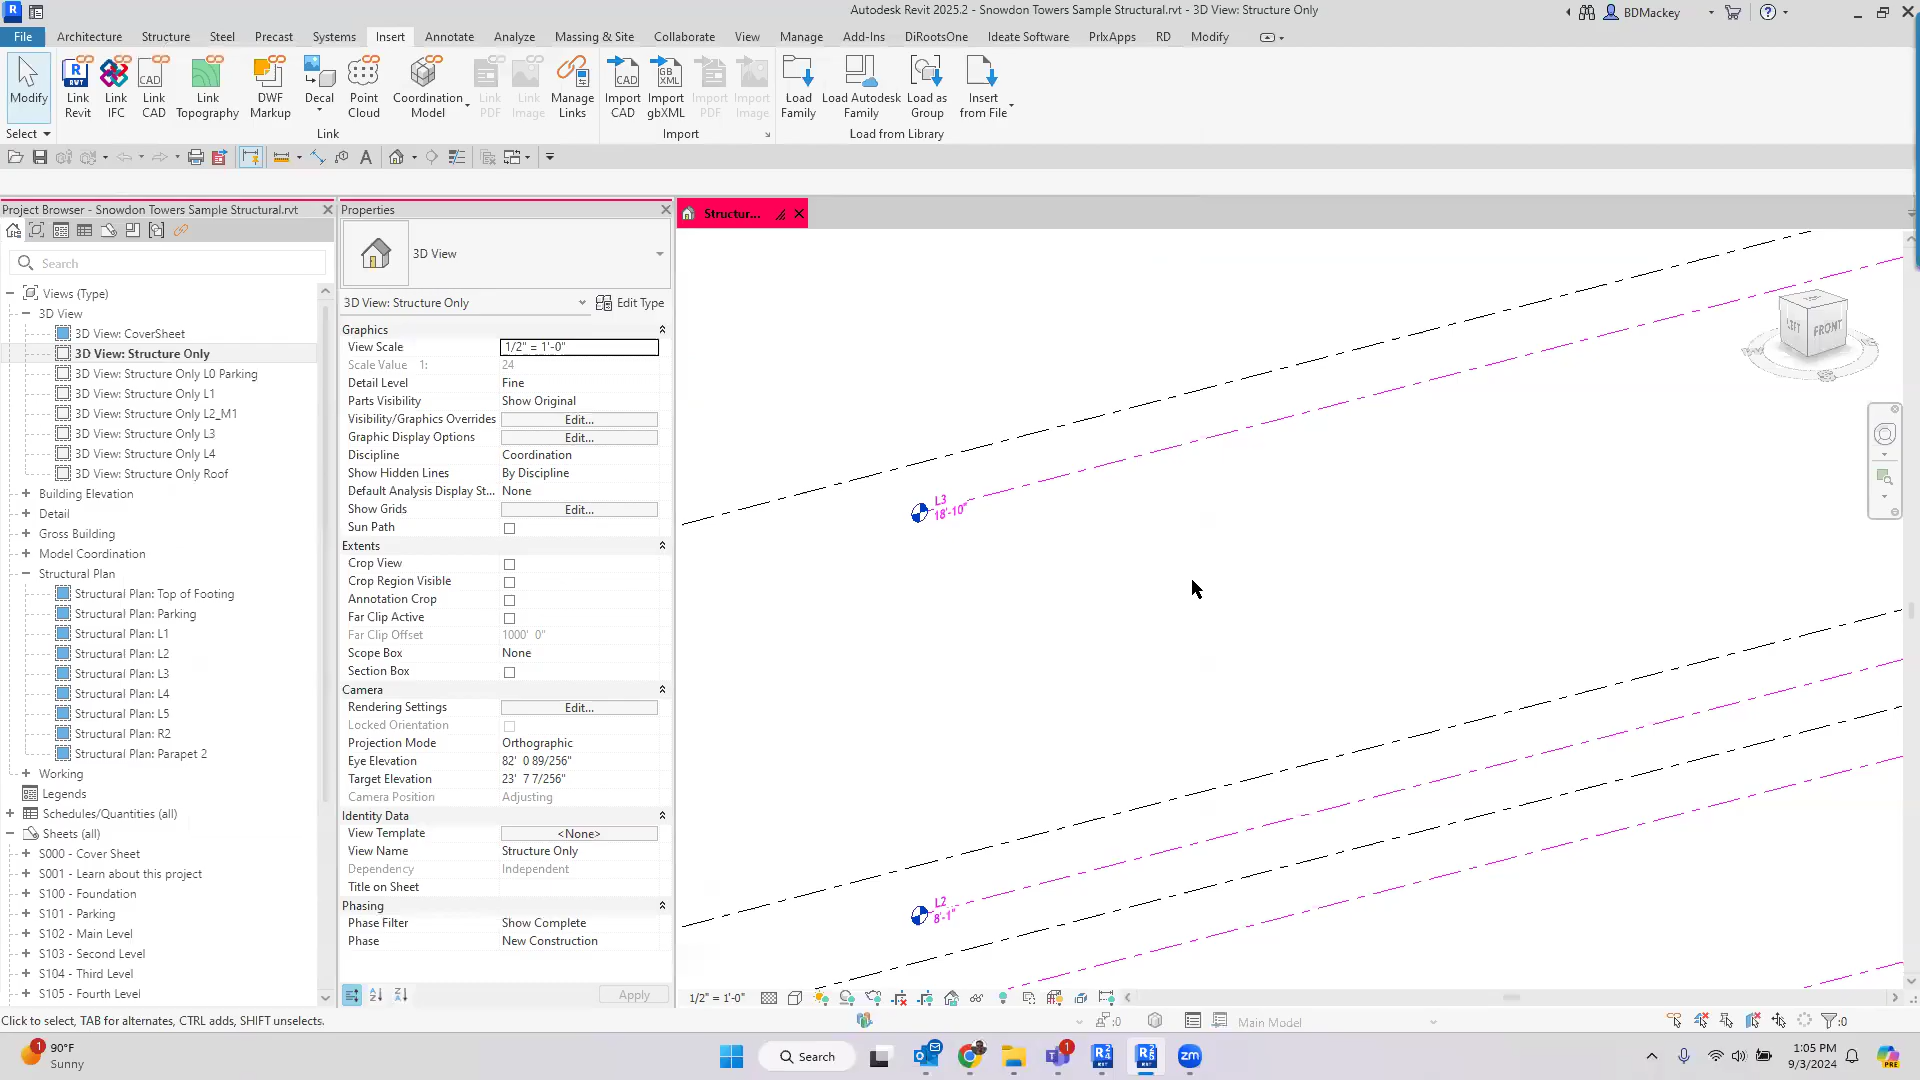 Autodesk Revit 2025.2 - Snowdon Towers Sample Structural.rvt - 3D View: Structure Only
BDMackey
File Architecture Structure Steel Precast Systems Insert Annotate Analyze Massing & Site Collaborate View Manage Add-Ins DiRootsOne Ideate Software PrlxApps RD Modify
Modify
Link Revit
Link IFC
Link CAD
Link Topography
DWF Markup
Decal
Point Cloud
Coordination Model
Link PDF
Link Image
Manage Links
Import CAD
Import gbXML
Import PDF
Import Image
Load Family
Load Autodesk Family
Load as Group
Insert from File
Select Link Import Load from Library
Project Browser - Snowdon Towers Sample Structural.rvt
Search
Views (Type)
3D View
3D View: CoverSheet
3D View: Structure Only
3D View: Structure Only L0 Parking
3D View: Structure Only L1
3D View: Structure Only L2_M1
3D View: Structure Only L3
3D View: Structure Only L4
3D View: Structure Only Roof
Building Elevation
Detail
Gross Building
Model Coordination
Structural Plan
Structural Plan: Top of Footing
Structural Plan: Parking
Structural Plan: L1
Structural Plan: L2
Structural Plan: L3
Structural Plan: L4
Structural Plan: L5
Structural Plan: R2
Structural Plan: Parapet 2
Working
Legends
Schedules/Quantities (all)
Sheets (all)
S000 - Cover Sheet
S001 - Learn about this project
S100 - Foundation
S101 - Parking
S102 - Main Level
S103 - Second Level
S104 - Third Level
S105 - Fourth Level
Properties
3D View
3D View: Structure Only Edit Type
Graphics
View Scale 1/2" = 1'-0"
Scale Value 1: 24
Detail Level Fine
Parts Visibility Show Original
Visibility/Graphics Overrides Edit...
Graphic Display Options Edit...
Discipline Coordination
Show Hidden Lines By Discipline
Default Analysis Display St... None
Show Grids Edit...
Sun Path
Extents
Crop View
Crop Region Visible
Annotation Crop
Far Clip Active
Far Clip Offset 1000' 0"
Scope Box None
Section Box
Camera
Rendering Settings Edit...
Locked Orientation
Projection Mode Orthographic
Eye Elevation 82' 0 89/256"
Target Elevation 23' 7 7/256"
Camera Position Adjusting
Identity Data
View Template <None>
View Name Structure Only
Dependency Independent
Title on Sheet
Phasing
Phase Filter Show Complete
Phase New Construction
Apply
Structur...
LEFT FRONT
L3
18'-10"
L2
8'-1"
1/2" = 1'-0"
Click to select, TAB for alternates, CTRL adds, SHIFT unselects.
:0
Main Model
:0
1
90°F
Sunny
Search
1
zm
1:05 PM
9/3/2024
PRE